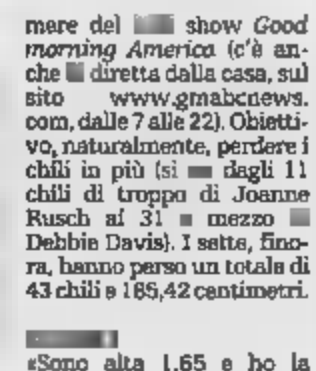 mere del show Good
morning America (c'è an-
che diretta dalla casa, sul
sito www.gmabcnews.
com, dalle 7 alle 22). Obietti-
vo, naturalmente, perdere i
chili in più (si dagli 11
chili di troppo di Joanne
Rusch ai 31 mezzo
Debbie Davis). I sette, fino-
ra, hanno perso un totale di
43 chili e 185,42 centimetri.
«Sono alta 1,65 e ho la